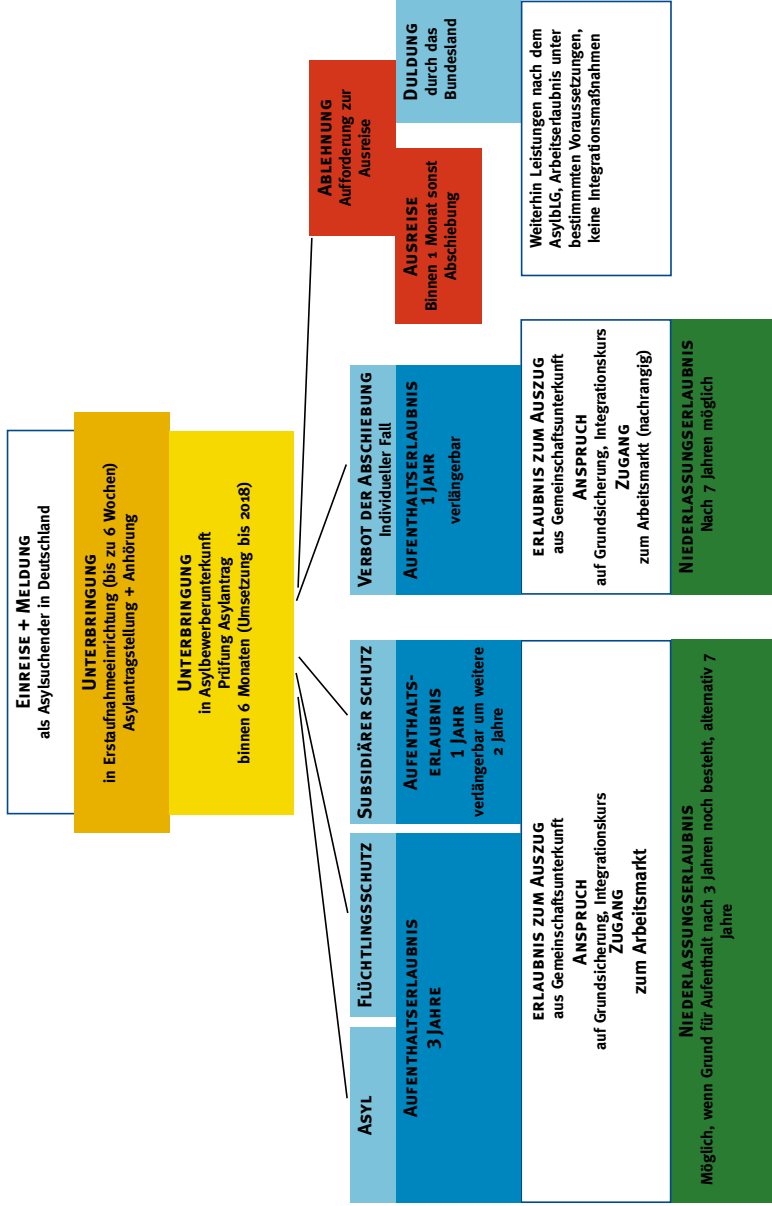 EINREISE + MELDUNG
als Asylsuchender in Deutschland
UNTERBRINGUNG
in Erstaufnahmeeinrichtung (bis zu 6 Wochen)
Asylantragstellung + Anhörung
UNTERBRINGUNG
in Asylbewerberunterkunft
Prüfung Asylantrag
binnen 6 Monaten (Umsetzung bis 2018)
ASYL
FLÜCHTLINGSSCHUTZ
AUFENTHALTSERLAUBNIS
3 JAHRE
SUBSIDIÄRER SCHUTZ
AUFENTHALTS-
ERLAUBNIS
1 JAHR
verlängerbar um weitere
2 Jahre
ERLAUBNIS ZUM AUSZUG
aus Gemeinschaftsunterkunft
ANSPRUCH
auf Grundsicherung, Integrationskurs
ZUGANG
zum Arbeitsmarkt
NIEDERLASSUNGSERLAUBNIS
Möglich, wenn Grund für Aufenthalt nach 3 Jahren noch besteht, alternativ 7
Jahre
VERBOT DER ABSCHIEBUNG
Individueller Fall
AUFENTHALTSERLAUBNIS
1 JAHR
verlängerbar
ERLAUBNIS ZUM AUSZUG
aus Gemeinschaftsunterkunft
ANSPRUCH
auf Grundsicherung, Integrationskurs
ZUGANG
zum Arbeitsmarkt (nachrangig)
NIEDERLASSUNGSERLAUBNIS
Nach 7 Jahren möglich
ABLEHNUNG
Aufforderung zur
Ausreise
AUSREISE
Binnen 1 Monat sonst
Abschiebung
DULDUNG
durch das
Bundesland
Weiterhin Leistungen nach dem
AsylbLG, Arbeitserlaubnis unter
bestimmmten Voraussetzungen,
keine Integrationsmaßnahmen